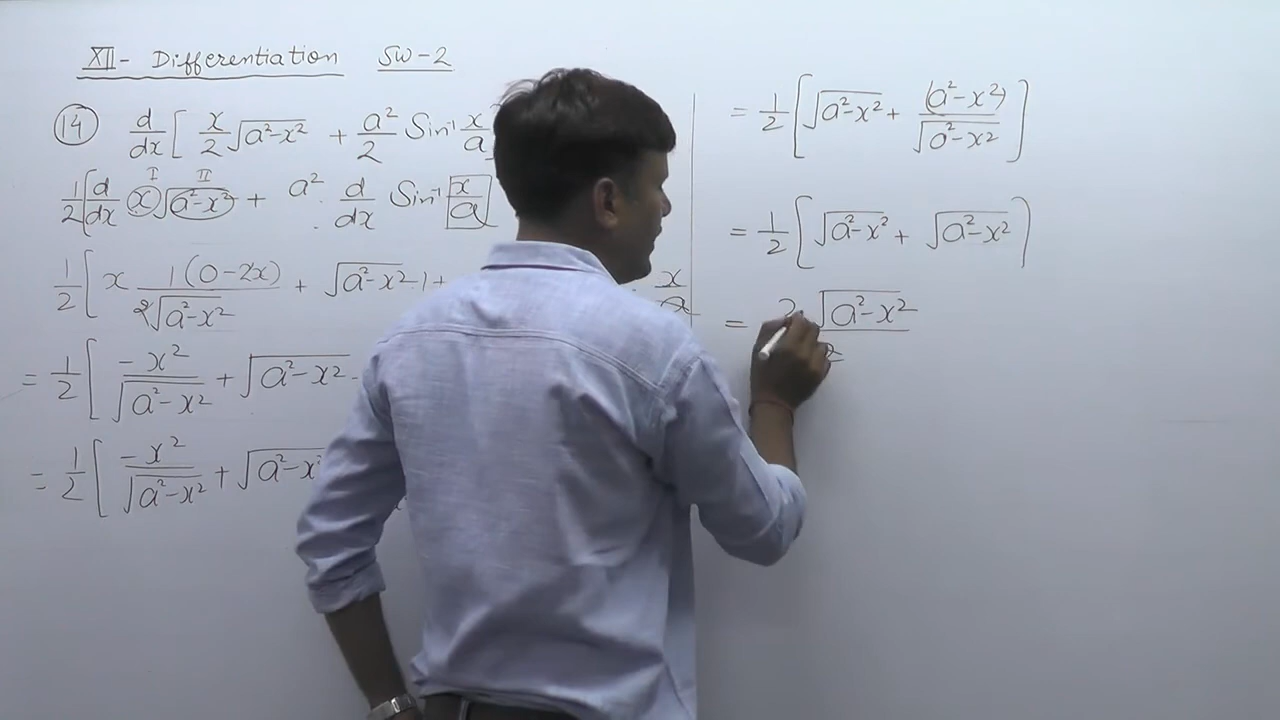 XII- Differentiation SW-2
14 d/dx [ x/2 √a²-x² + a²/2 Sin⁻¹ x/a
I II
1/2 [ d/dx x √a²-x² + a² . d/dx Sin⁻¹ x/a
1/2 [ x 1(0-2x)/2√a²-x² + √a²-x² . 1 + . x/a
= 1/2 [ -x²/√a²-x² + √a²-x²
= 1/2 [ -x²/√a²-x² + √a²-x²
= 1/2 [ √a²-x² + (a²-x²)/√a²-x² ]
= 1/2 [ √a²-x² + √a²-x² ]
= 2 √a²-x² / 2